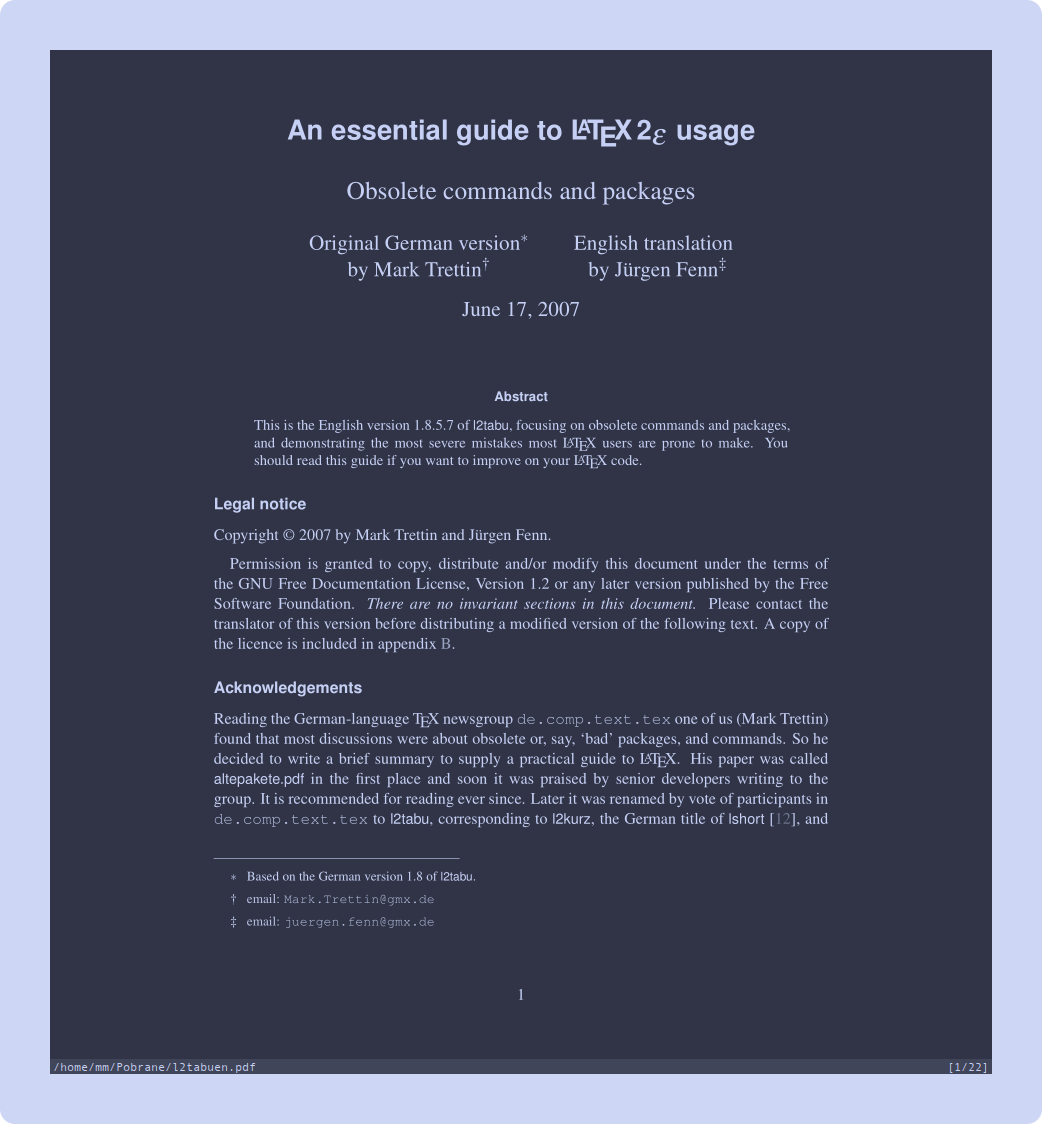 An essential guide to LATEX 2ε usage
Obsolete commands and packages
Original German version* English translation
by Mark Trettin† by Jürgen Fenn‡
June 17, 2007
Abstract
This is the English version 1.8.5.7 of l2tabu, focusing on obsolete commands and packages,
and demonstrating the most severe mistakes most LATEX users are prone to make. You
should read this guide if you want to improve on your LATEX code.
Legal notice
Copyright © 2007 by Mark Trettin and Jürgen Fenn.
Permission is granted to copy, distribute and/or modify this document under the terms of
the GNU Free Documentation License, Version 1.2 or any later version published by the Free
Software Foundation. There are no invariant sections in this document. Please contact the
translator of this version before distributing a modified version of the following text. A copy of
the licence is included in appendix B.
Acknowledgements
Reading the German-language TEX newsgroup de.comp.text.tex one of us (Mark Trettin)
found that most discussions were about obsolete or, say, ‘bad’ packages, and commands. So he
decided to write a brief summary to supply a practical guide to LATEX. His paper was called
altepakete.pdf in the first place and soon it was praised by senior developers writing to the
group. It is recommended for reading ever since. Later it was renamed by vote of participants in
de.comp.text.tex to l2tabu, corresponding to l2kurz, the German title of lshort [12], and
* Based on the German version 1.8 of l2tabu.
† email: Mark.Trettin@gmx.de
‡ email: juergen.fenn@gmx.de
1
/home/mm/Pobrane/l2tabuen.pdf [1/22]